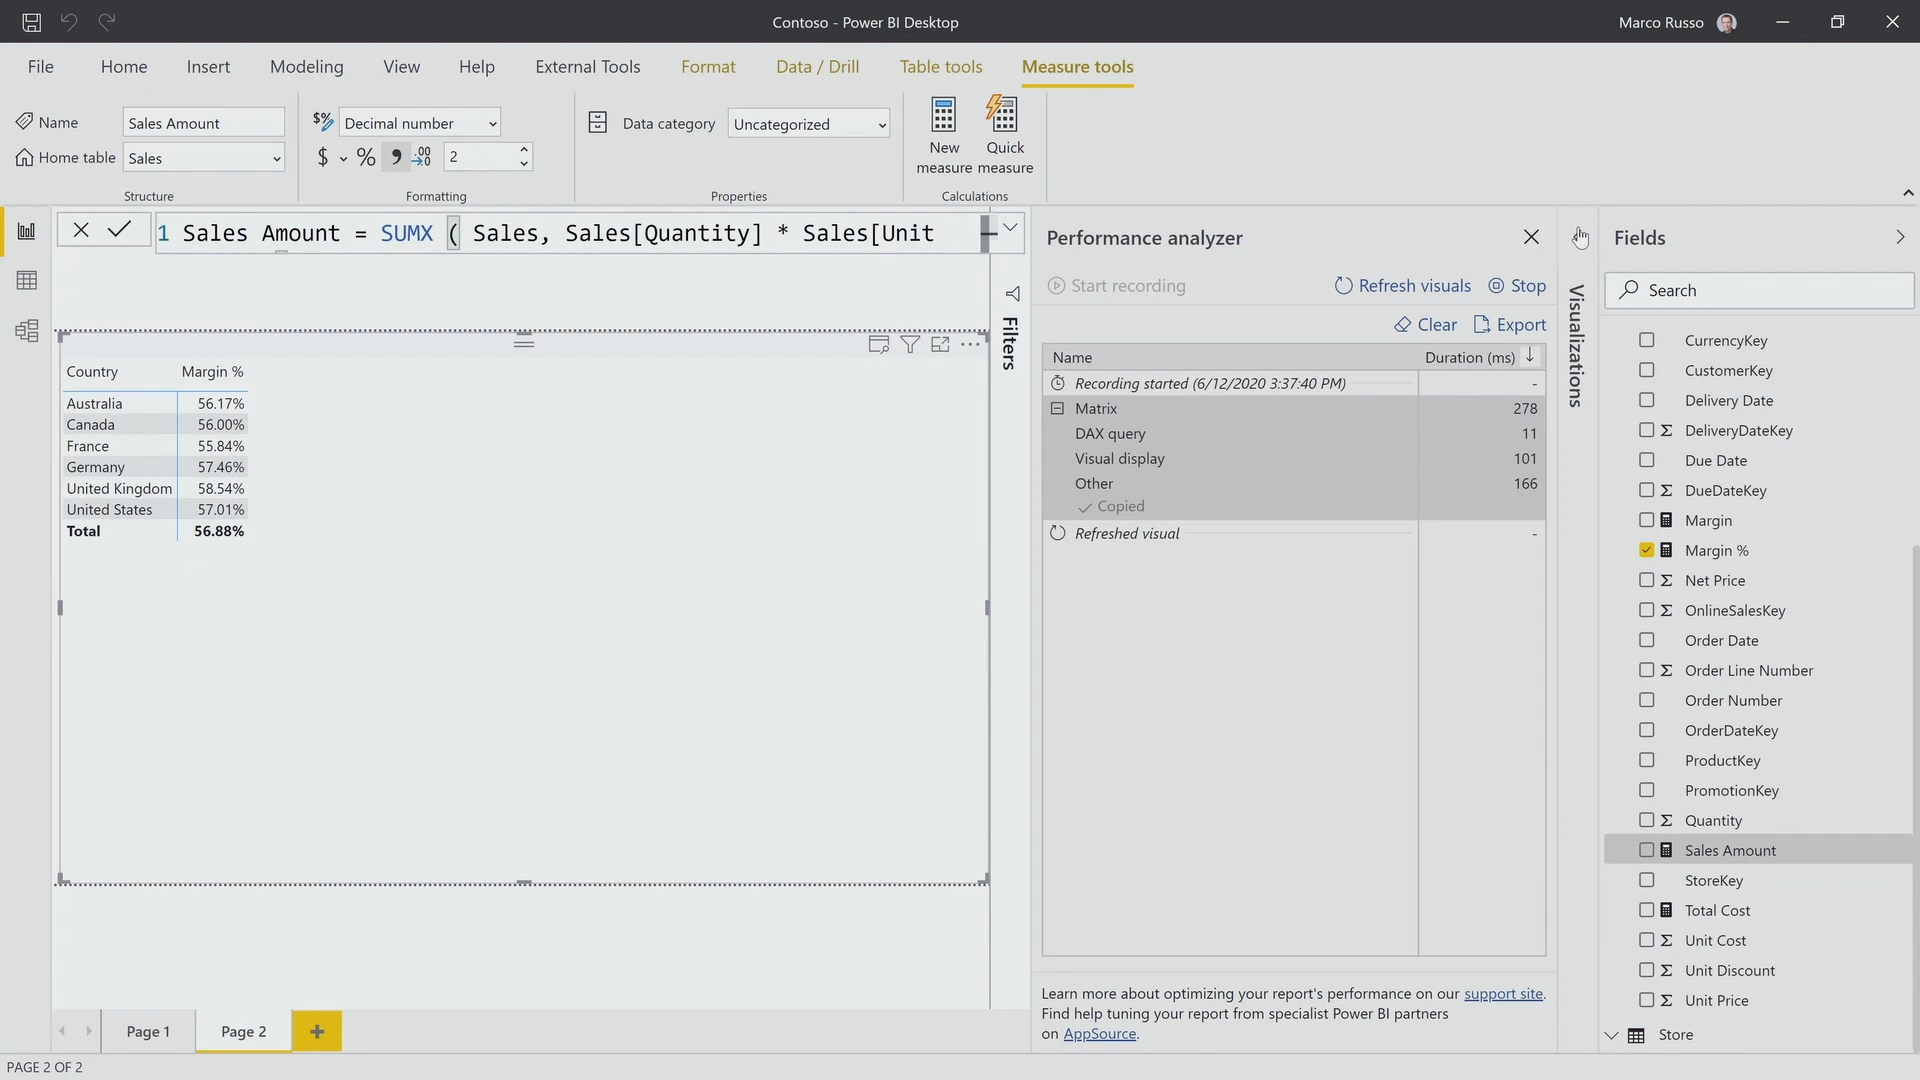 Contoso - Power BI Desktop
Marco Russo
File
Home
Insert
Modeling
View
Help
External Tools
Format
Data / Drill
Table tools
Measure tools
Name
Sales Amount
Home table
Sales
Structure
$%
Decimal number
$
%
,
.00
→.0
2
Formatting
Data category
Uncategorized
Properties
New
measure
Quick
measure
Calculations
1 Sales Amount = SUMX ( Sales, Sales[Quantity] * Sales[Unit
Country Margin %
Australia 56.17%
Canada 56.00%
France 55.84%
Germany 57.46%
United Kingdom 58.54%
United States 57.01%
Total 56.88%
Filters
Performance analyzer
Start recording
Refresh visuals
Stop
Clear
Export
Name Duration (ms)
Recording started (6/12/2020 3:37:40 PM) -
Matrix 278
DAX query 11
Visual display 101
Other 166
Copied
Refreshed visual -
Learn more about optimizing your report's performance on our support site.
Find help tuning your report from specialist Power BI partners
on AppSource.
Visualizations
Fields
Search
CurrencyKey
CustomerKey
Delivery Date
Σ DeliveryDateKey
Due Date
Σ DueDateKey
Margin
Margin %
Σ Net Price
Σ OnlineSalesKey
Order Date
Σ Order Line Number
Order Number
OrderDateKey
ProductKey
PromotionKey
Σ Quantity
Sales Amount
StoreKey
Total Cost
Σ Unit Cost
Σ Unit Discount
Σ Unit Price
Store
Page 1
Page 2
+
PAGE 2 OF 2